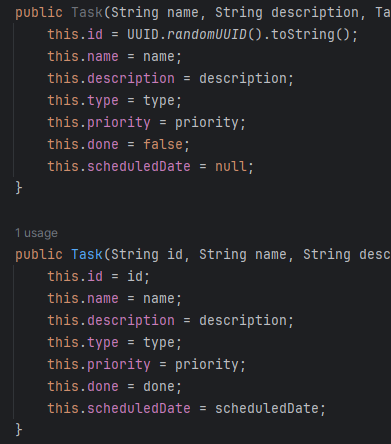 public Task(String name, String description, Ta
this.id = UUID.randomUUID().toString();
this.name = name;
this.description = description;
this.type = type;
this.priority = priority;
this.done = false;
this.scheduledDate = null;
}
1 usage
public Task(String id, String name, String desc
this.id = id;
this.name = name;
this.description = description;
this.type = type;
this.priority = priority;
this.done = done;
this.scheduledDate = scheduledDate;
}